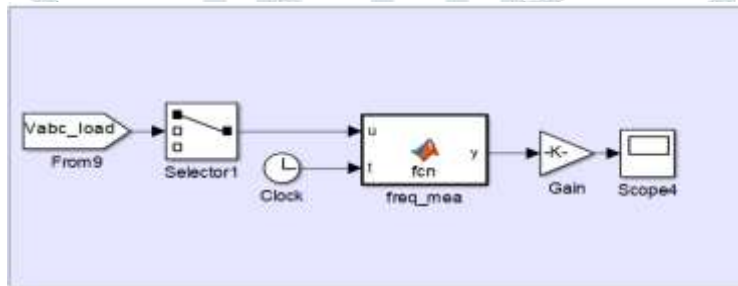 Vabc_load
From9
Selector1
Clock
u
t
fcn
y
freq_mea
-K-
Gain
Scope4